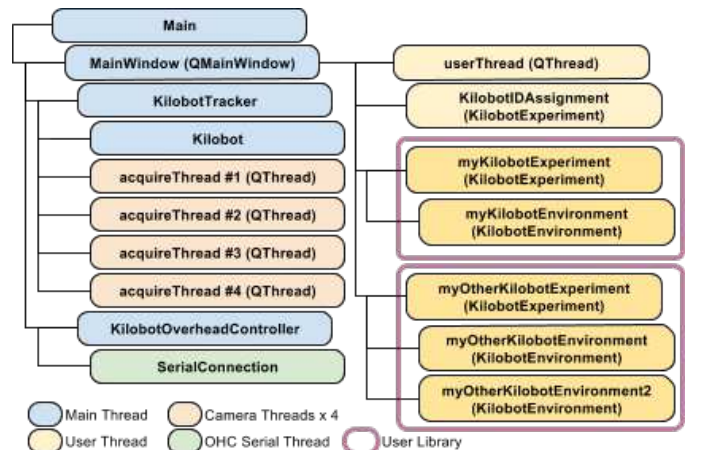 Main
MainWindow (QMainWindow)
KilobotTracker
Kilobot
acquireThread #1 (QThread)
acquireThread #2 (QThread)
acquireThread #3 (QThread)
acquireThread #4 (QThread)
KilobotOverheadController
SerialConnection
userThread (QThread)
KilobotIDAssignment
(KilobotExperiment)
myKilobotExperiment
(KilobotExperiment)
myKilobotEnvironment
(KilobotEnvironment)
myOtherKilobotExperiment
(KilobotExperiment)
myOtherKilobotEnvironment
(KilobotEnvironment)
myOtherKilobotEnvironment2
(KilobotEnvironment)
Main Thread
Camera Threads x 4
User Thread
OHC Serial Thread
User Library